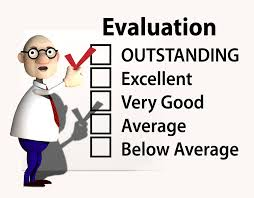 Evaluation
OUTSTANDING
Excellent
Very Good
Average
Below Average